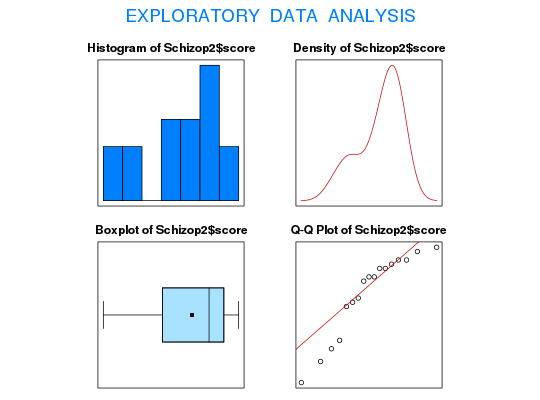 EXPLORATORY DATA ANALYSIS
Histogram of Schizop2$score
Density of Schizop2$score
Boxplot of Schizop2$score
Q-Q Plot of Schizop2$score